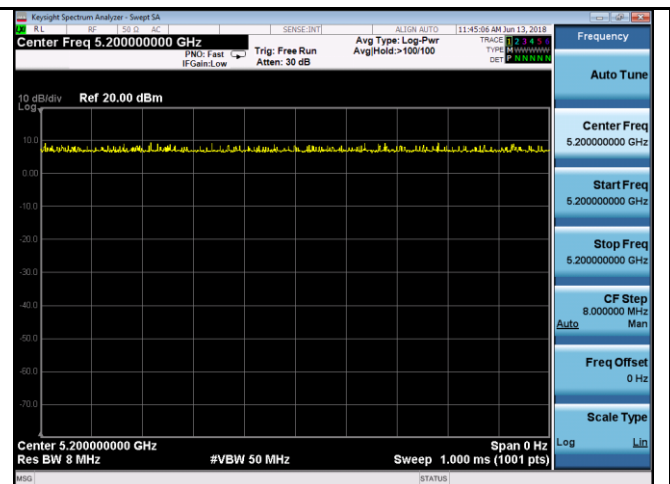 Keysight Spectrum Analyzer - Swept SA
RL RF 50 Ω AC SENSE:INT ALIGN AUTO 11:45:06 AM Jun 13, 2018
Center Freq 5.200000000 GHz
PNO: Fast
IFGain:Low
Trig: Free Run
Atten: 30 dB
Avg Type: Log-Pwr
Avg|Hold:>100/100
TRACE 1 2 3 4 5 6
TYPE MWWWWW
DET P NNNNN
10 dB/div Ref 20.00 dBm
Log
10.0
0.00
-10.0
-20.0
-30.0
-40.0
-50.0
-60.0
-70.0
Center 5.200000000 GHz Span 0 Hz
Res BW 8 MHz #VBW 50 MHz Sweep 1.000 ms (1001 pts)
MSG STATUS
Frequency
Auto Tune
Center Freq
5.200000000 GHz
Start Freq
5.200000000 GHz
Stop Freq
5.200000000 GHz
CF Step
8.000000 MHz
Auto Man
Freq Offset
0 Hz
Scale Type
Log Lin